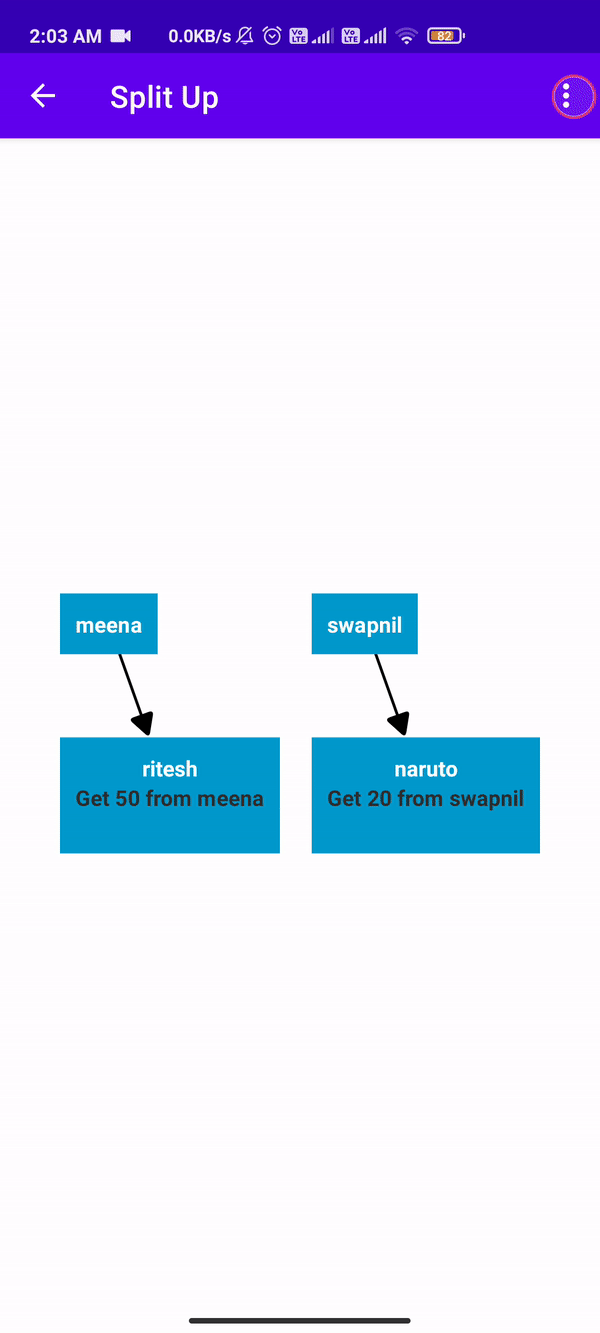 2:03 AM 0.0KB/s Vo LTE Vo LTE 82
Split Up
meena
swapnil
ritesh
Get 50 from meena
naruto
Get 20 from swapnil